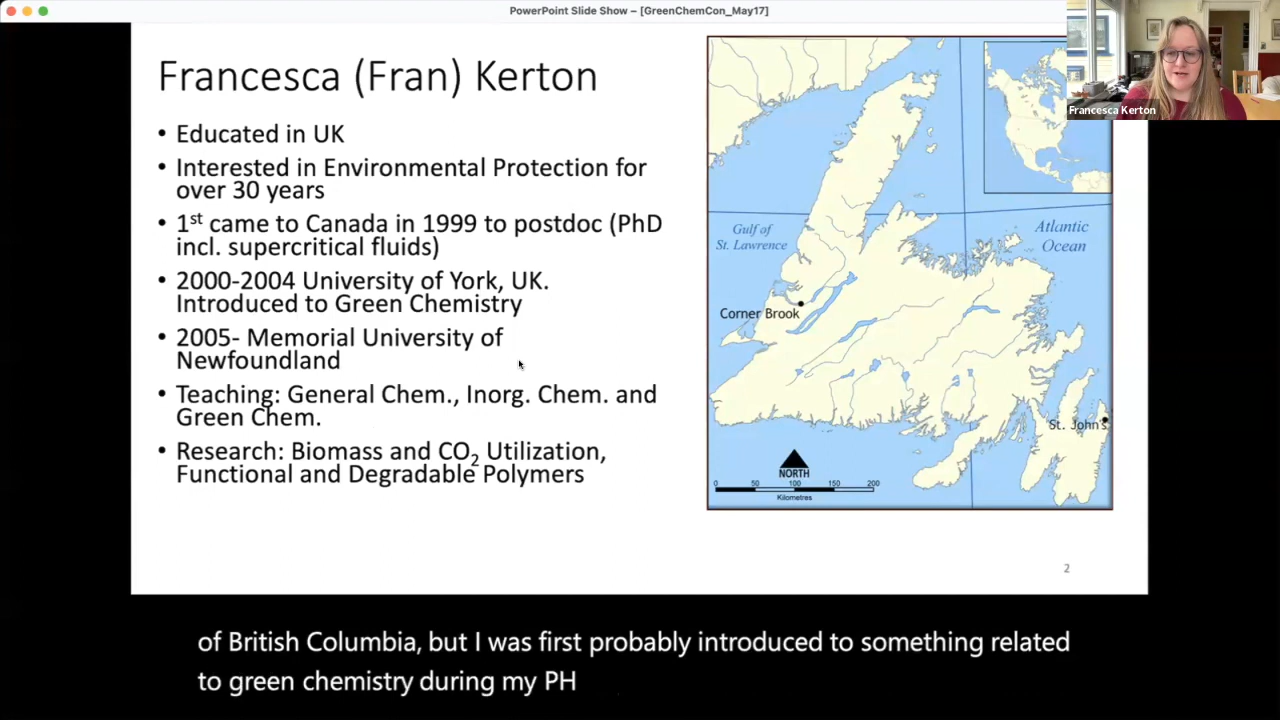 PowerPoint Slide Show – [GreenChemCon_May17]
Francesca (Fran) Kerton
• Educated in UK
• Interested in Environmental Protection for
over 30 years
• 1st came to Canada in 1999 to postdoc (PhD
incl. supercritical fluids)
• 2000-2004 University of York, UK.
Introduced to Green Chemistry
• 2005- Memorial University of
Newfoundland
• Teaching: General Chem., Inorg. Chem. and
Green Chem.
• Research: Biomass and CO2 Utilization,
Functional and Degradable Polymers
Gulf of
St. Lawrence
Atlantic
Ocean
Corner Brook
St. John's
NORTH
0 50 100 150 200
Kilometres
Francesca Kerton
2
of British Columbia, but I was first probably introduced to something related
to green chemistry during my PH